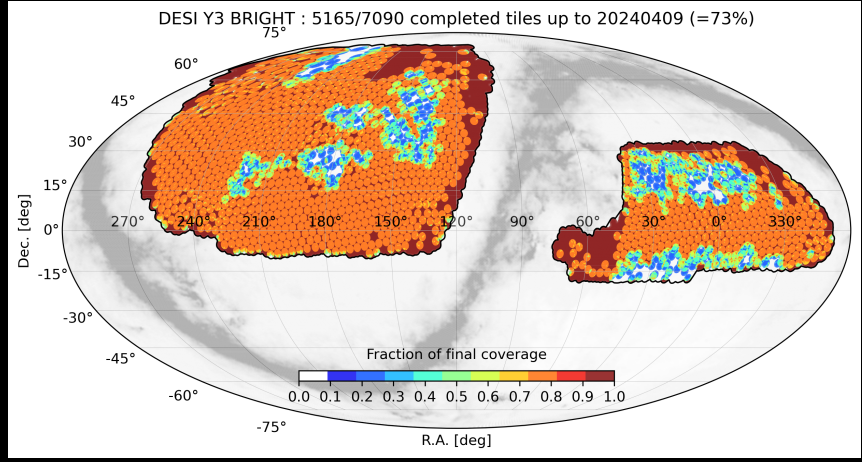 DESI Y3 BRIGHT : 5165/7090 completed tiles up to 20240409 (=73%)
75°
60°
45°
30°
15°
270° 240° 210° 180° 150° 120° 90° 60° 30° 0° 330°
0°
Dec. [deg]
-15°
-30°
-45°
Fraction of final coverage
0.0 0.1 0.2 0.3 0.4 0.5 0.6 0.7 0.8 0.9 1.0
-60°
-75°
R.A. [deg]